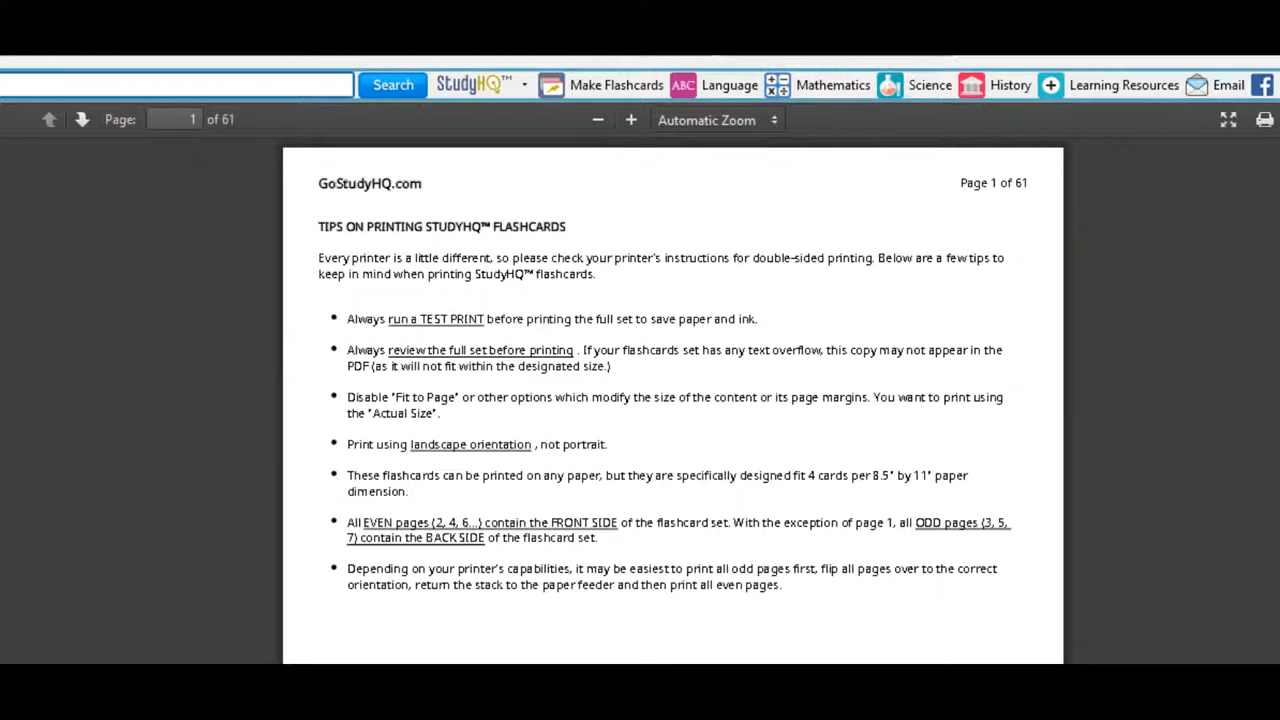 Search StudyHQ™ Make Flashcards ABC Language Mathematics Science History Learning Resources Email
Page: 1 of 61 Automatic Zoom
GoStudyHQ.com Page 1 of 61
TIPS ON PRINTING STUDYHQ™ FLASHCARDS
Every printer is a little different, so please check your printer's instructions for double-sided printing. Below are a few tips to
keep in mind when printing StudyHQ™ flashcards.
• Always run a TEST PRINT before printing the full set to save paper and ink.
• Always review the full set before printing . If your flashcards set has any text overflow, this copy may not appear in the
PDF (as it will not fit within the designated size.)
• Disable "Fit to Page" or other options which modify the size of the content or its page margins. You want to print using
the "Actual Size".
• Print using landscape orientation , not portrait.
• These flashcards can be printed on any paper, but they are specifically designed fit 4 cards per 8.5" by 11" paper
dimension.
• All EVEN pages (2, 4, 6...) contain the FRONT SIDE of the flashcard set. With the exception of page 1, all ODD pages (3, 5,
7) contain the BACK SIDE of the flashcard set.
• Depending on your printer's capabilities, it may be easiest to print all odd pages first, flip all pages over to the correct
orientation, return the stack to the paper feeder and then print all even pages.